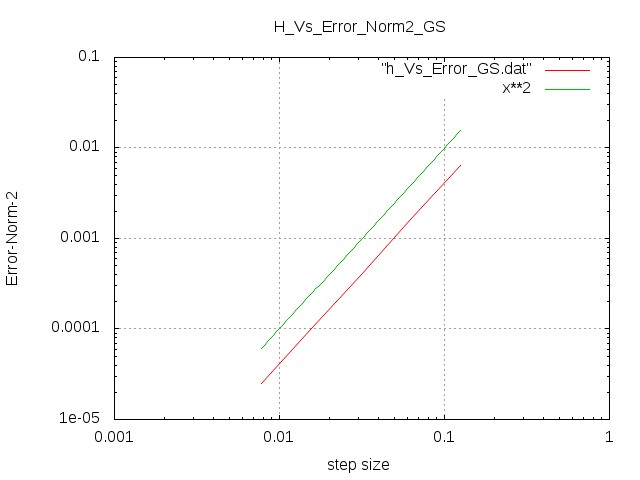 H_Vs_Error_Norm2_GS
0.1
"h_Vs_Error_GS.dat"
x**2
0.01
Error-Norm-2
0.001
0.0001
1e-05
0.001 0.01 0.1 1
step size